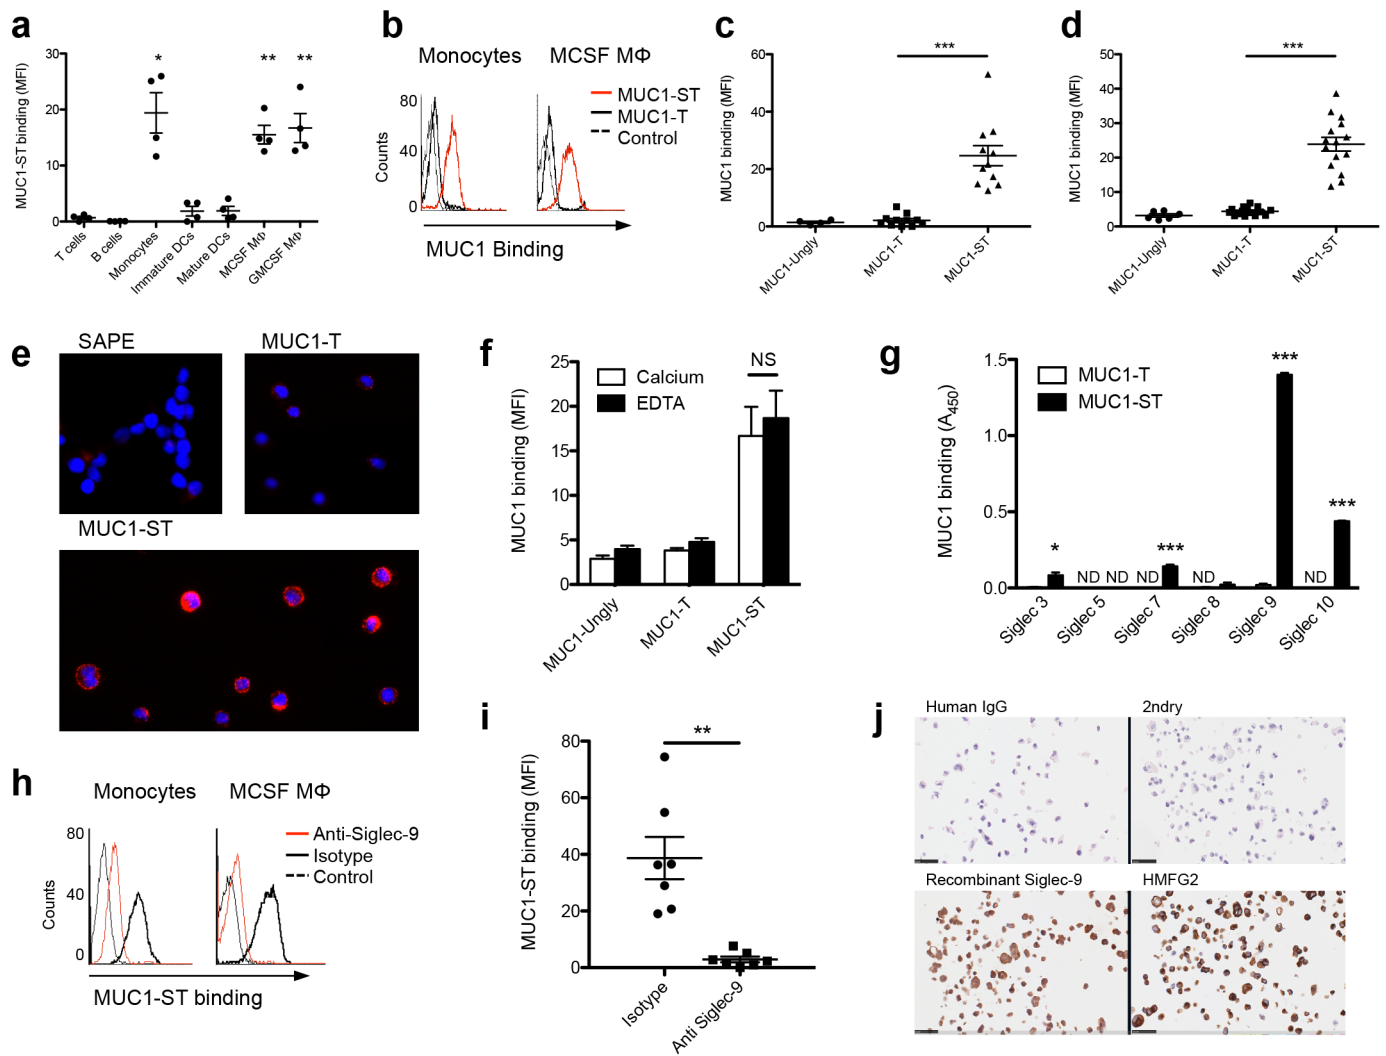 a
MUC1-ST binding (MFI)
30
20
10
0
*
**
**
T cells
B cells
Monocytes
Immature DCs
Mature DCs
MCSF MΦ
GMCSF MΦ
b
Monocytes
MCSF MΦ
MUC1-ST
MUC1-T
Control
Counts
80
40
0
MUC1 Binding
c
MUC1 binding (MFI)
60
40
20
0
***
MUC1-Ungly
MUC1-T
MUC1-ST
d
MUC1 binding (MFI)
50
40
30
20
10
0
***
MUC1-Ungly
MUC1-T
MUC1-ST
e
SAPE
MUC1-T
MUC1-ST
f
MUC1 binding (MFI)
25
20
15
10
5
0
Calcium
EDTA
NS
MUC1-Ungly
MUC1-T
MUC1-ST
g
MUC1 binding (A450)
1.5
1.0
0.5
0.0
MUC1-T
MUC1-ST
*
ND ND
ND
***
ND
***
ND
***
Siglec 3
Siglec 5
Siglec 7
Siglec 8
Siglec 9
Siglec 10
h
Monocytes
MCSF MΦ
Anti-Siglec-9
Isotype
Control
Counts
80
40
0
MUC1-ST binding
i
MUC1-ST binding (MFI)
80
60
40
20
0
**
Isotype
Anti Siglec-9
j
Human IgG
2ndry
Recombinant Siglec-9
HMFG2